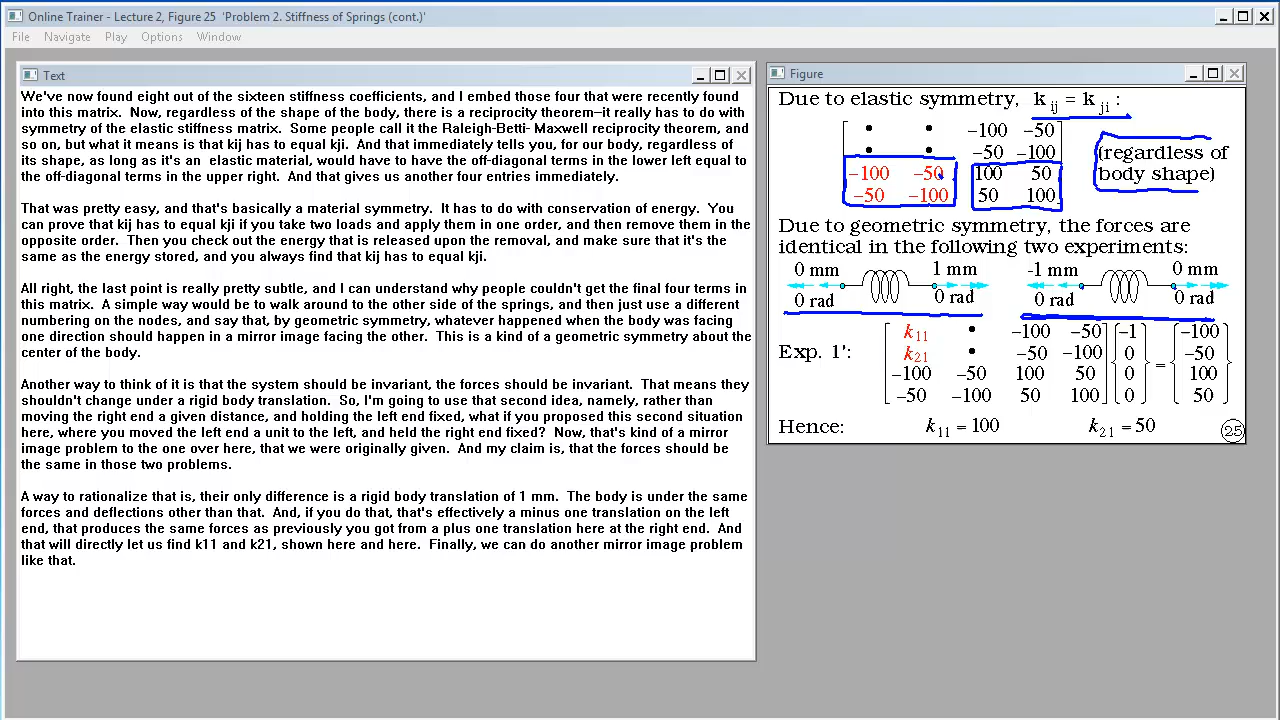 Online Trainer - Lecture 2, Figure 25 'Problem 2. Stiffness of Springs (cont.)'
File Navigate Play Options Window
Text
We've now found eight out of the sixteen stiffness coefficients, and I embed those four that were recently found
into this matrix. Now, regardless of the shape of the body, there is a reciprocity theorem–it really has to do with
symmetry of the elastic stiffness matrix. Some people call it the Raleigh-Betti- Maxwell reciprocity theorem, and
so on, but what it means is that kij has to equal kji. And that immediately tells you, for our body, regardless of
its shape, as long as it's an elastic material, would have to have the off-diagonal terms in the lower left equal to
the off-diagonal terms in the upper right. And that gives us another four entries immediately.
That was pretty easy, and that's basically a material symmetry. It has to do with conservation of energy. You
can prove that kij has to equal kji if you take two loads and apply them in one order, and then remove them in the
opposite order. Then you check out the energy that is released upon the removal, and make sure that it's the
same as the energy stored, and you always find that kij has to equal kji.
All right, the last point is really pretty subtle, and I can understand why people couldn't get the final four terms in
this matrix. A simple way would be to walk around to the other side of the springs, and then just use a different
numbering on the nodes, and say that, by geometric symmetry, whatever happened when the body was facing
one direction should happen in a mirror image facing the other. This is a kind of a geometric symmetry about the
center of the body.
Another way to think of it is that the system should be invariant, the forces should be invariant. That means they
shouldn't change under a rigid body translation. So, I'm going to use that second idea, namely, rather than
moving the right end a given distance, and holding the left end fixed, what if you proposed this second situation
here, where you moved the left end a unit to the left, and held the right end fixed? Now, that's kind of a mirror
image problem to the one over here, that we were originally given. And my claim is, that the forces should be
the same in those two problems.
A way to rationalize that is, their only difference is a rigid body translation of 1 mm. The body is under the same
forces and deflections other than that. And, if you do that, that's effectively a minus one translation on the left
end, that produces the same forces as previously you got from a plus one translation here at the right end. And
that will directly let us find k11 and k21, shown here and here. Finally, we can do another mirror image problem
like that.
Figure
Due to elastic symmetry, k ij = k ji :
• • –100 –50
• • –50 –100
–100 –50 100 50
–50 –100 50 100
(regardless of
body shape)
Due to geometric symmetry, the forces are
identical in the following two experiments:
0 mm 1 mm -1 mm 0 mm
0 rad 0 rad 0 rad 0 rad
k11 • –100 –50 –1 –100
k21 • –50 –100 0 –50
Exp. 1': =
–100 –50 100 50 0 100
–50 –100 50 100 0 50
Hence: k11 = 100 k21 = 50 25